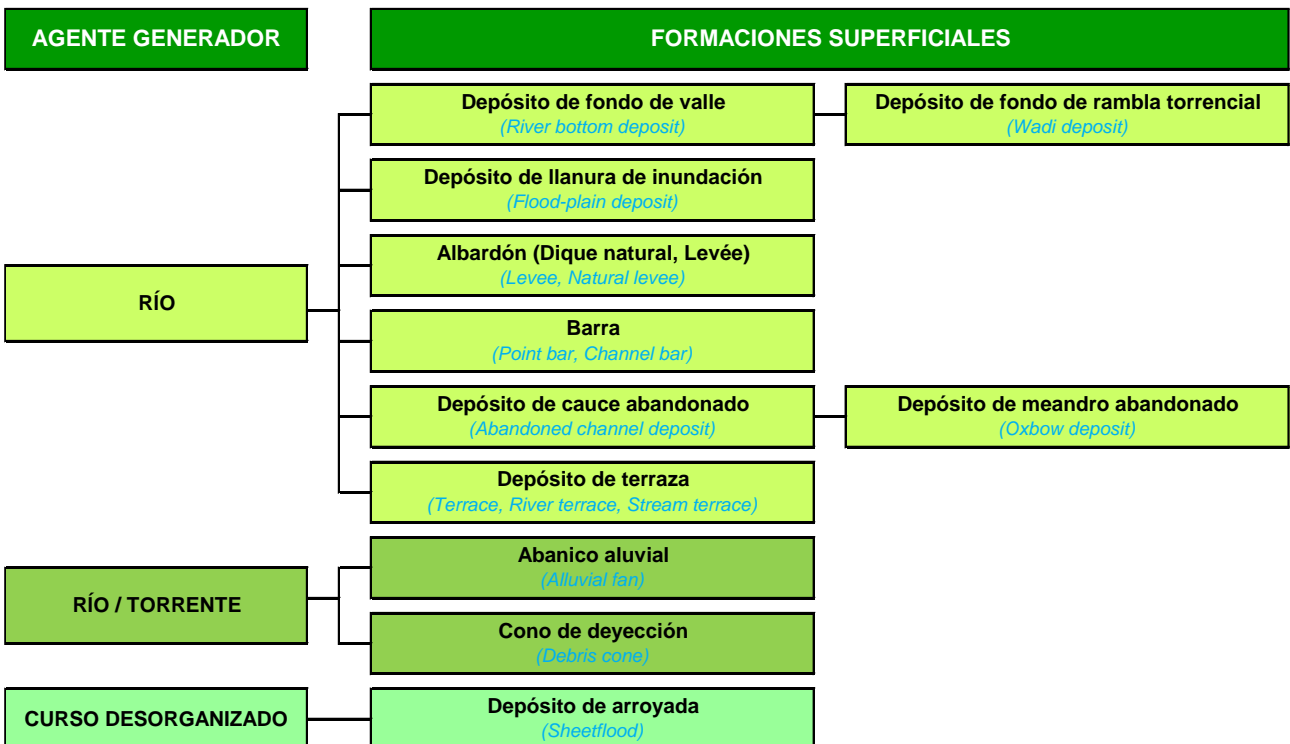 AGENTE GENERADOR
FORMACIONES SUPERFICIALES
Depósito de fondo de valle
(River bottom deposit)
Depósito de fondo de rambla torrencial
(Wadi deposit)
Depósito de llanura de inundación
(Flood-plain deposit)
Albardón (Dique natural, Levée)
(Levee, Natural levee)
RÍO
Barra
(Point bar, Channel bar)
Depósito de cauce abandonado
(Abandoned channel deposit)
Depósito de meandro abandonado
(Oxbow deposit)
Depósito de terraza
(Terrace, River terrace, Stream terrace)
RÍO / TORRENTE
Abanico aluvial
(Alluvial fan)
Cono de deyección
(Debris cone)
CURSO DESORGANIZADO
Depósito de arroyada
(Sheetflood)